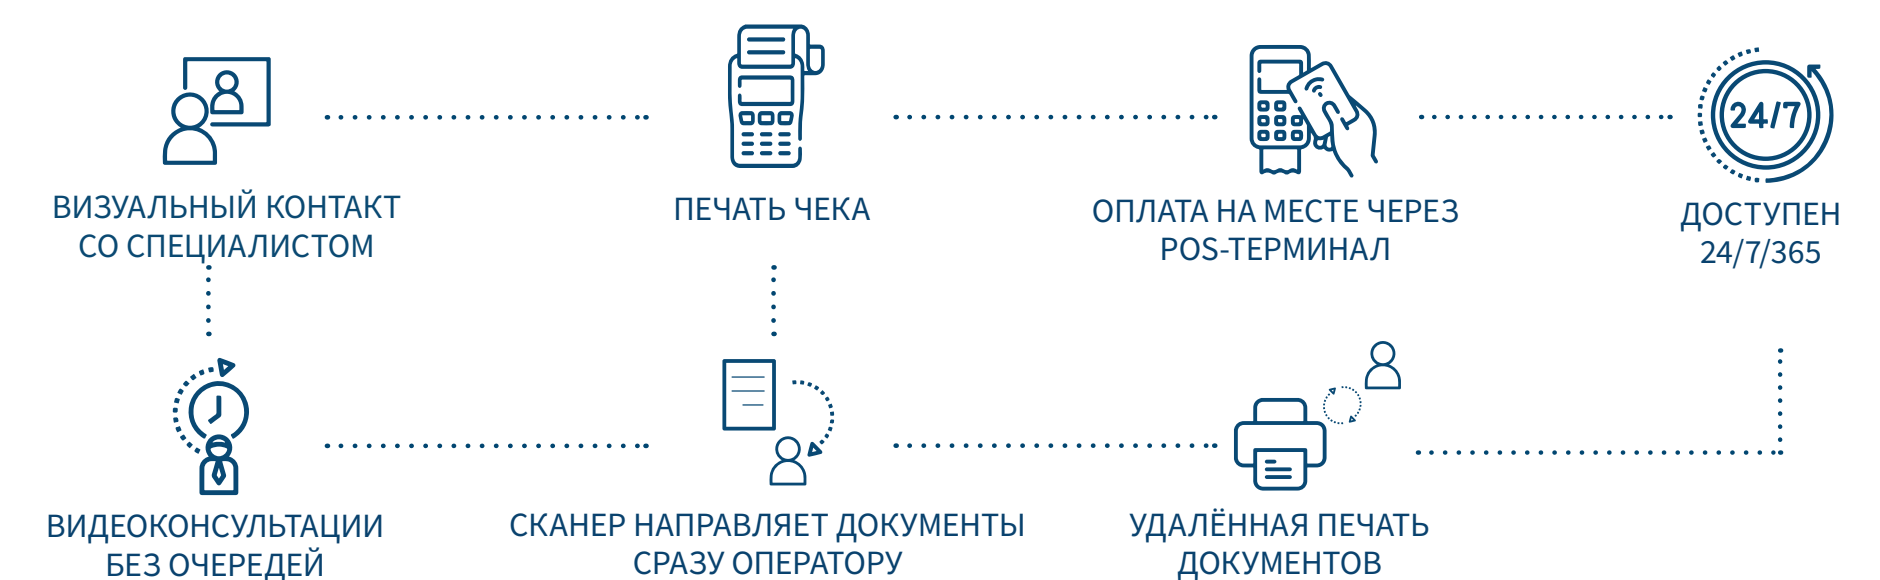 24/7
ВИЗУАЛЬНЫЙ КОНТАКТ
СО СПЕЦИАЛИСТОМ
ПЕЧАТЬ ЧЕКА
ОПЛАТА НА МЕСТЕ ЧЕРЕЗ
POS-ТЕРМИНАЛ
ДОСТУПЕН
24/7/365
ВИДЕОКОНСУЛЬТАЦИИ
БЕЗ ОЧЕРЕДЕЙ
СКАНЕР НАПРАВЛЯЕТ ДОКУМЕНТЫ
СРАЗУ ОПЕРАТОРУ
УДАЛЁННАЯ ПЕЧАТЬ
ДОКУМЕНТОВ